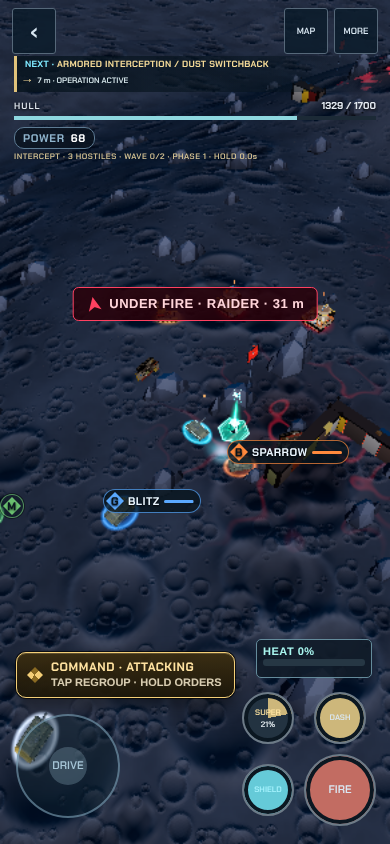 ‹
MAP
MORE
NEXT · ARMORED INTERCEPTION / DUST SWITCHBACK
→ 7 m · OPERATION ACTIVE
HULL
1329 / 1700
POWER 68
INTERCEPT · 3 HOSTILES · WAVE 0/2 · PHASE 1 · HOLD 0.0s
UNDER FIRE · RAIDER · 31 m
B SPARROW
G BLITZ
M
HEAT 0%
COMMAND · ATTACKING
TAP REGROUP · HOLD ORDERS
SUPER
21%
DASH
DRIVE
SHIELD
FIRE